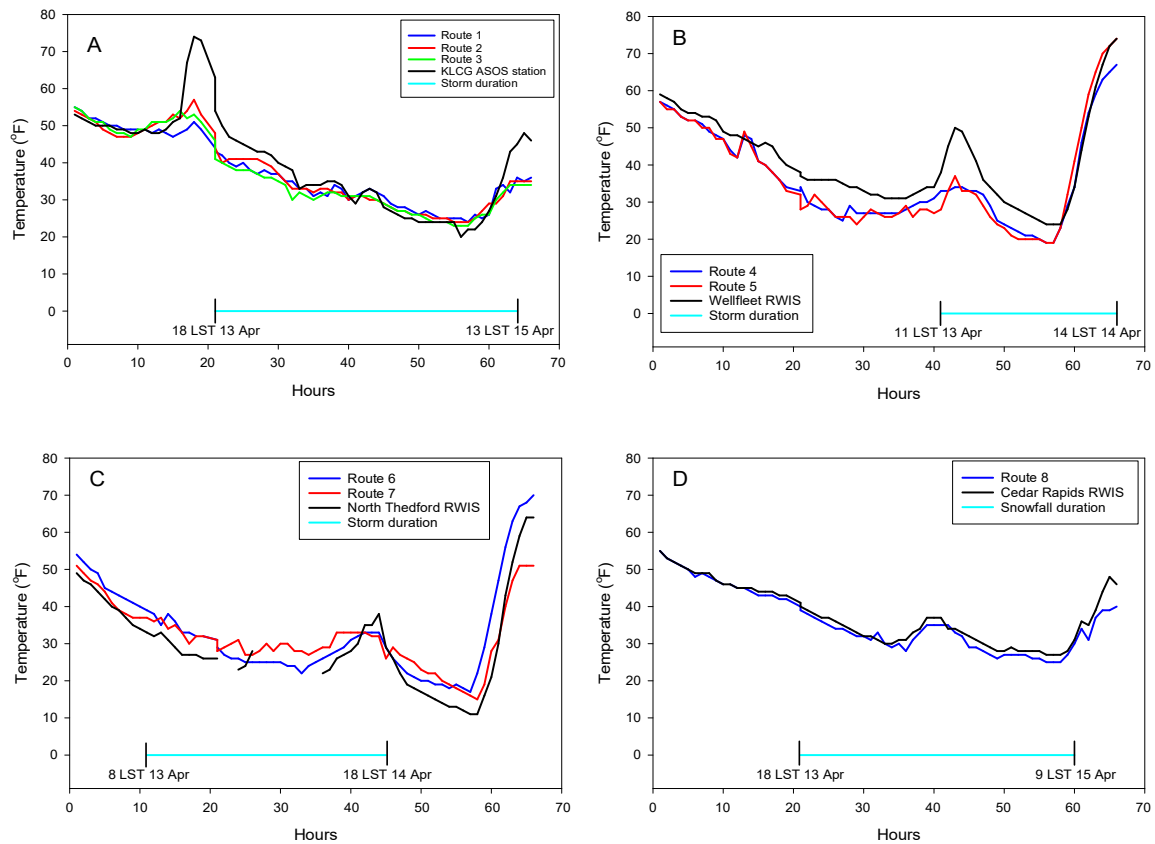 A
Route 1
Route 2
Route 3
KLCG ASOS station
Storm duration
Temperature (°F)
80
70
60
50
40
30
20
10
0
18 LST 13 Apr
13 LST 15 Apr
0 10 20 30 40 50 60 70
Hours
B
Route 4
Route 5
Wellfleet RWIS
Storm duration
Temperature (°F)
80
70
60
50
40
30
20
10
0
11 LST 13 Apr
14 LST 14 Apr
0 10 20 30 40 50 60 70
Hours
C
Route 6
Route 7
North Thedford RWIS
Storm duration
Temperature (°F)
80
70
60
50
40
30
20
10
0
8 LST 13 Apr
18 LST 14 Apr
0 10 20 30 40 50 60 70
Hours
D
Route 8
Cedar Rapids RWIS
Snowfall duration
Temperature (°F)
80
70
60
50
40
30
20
10
0
18 LST 13 Apr
9 LST 15 Apr
0 10 20 30 40 50 60 70
Hours